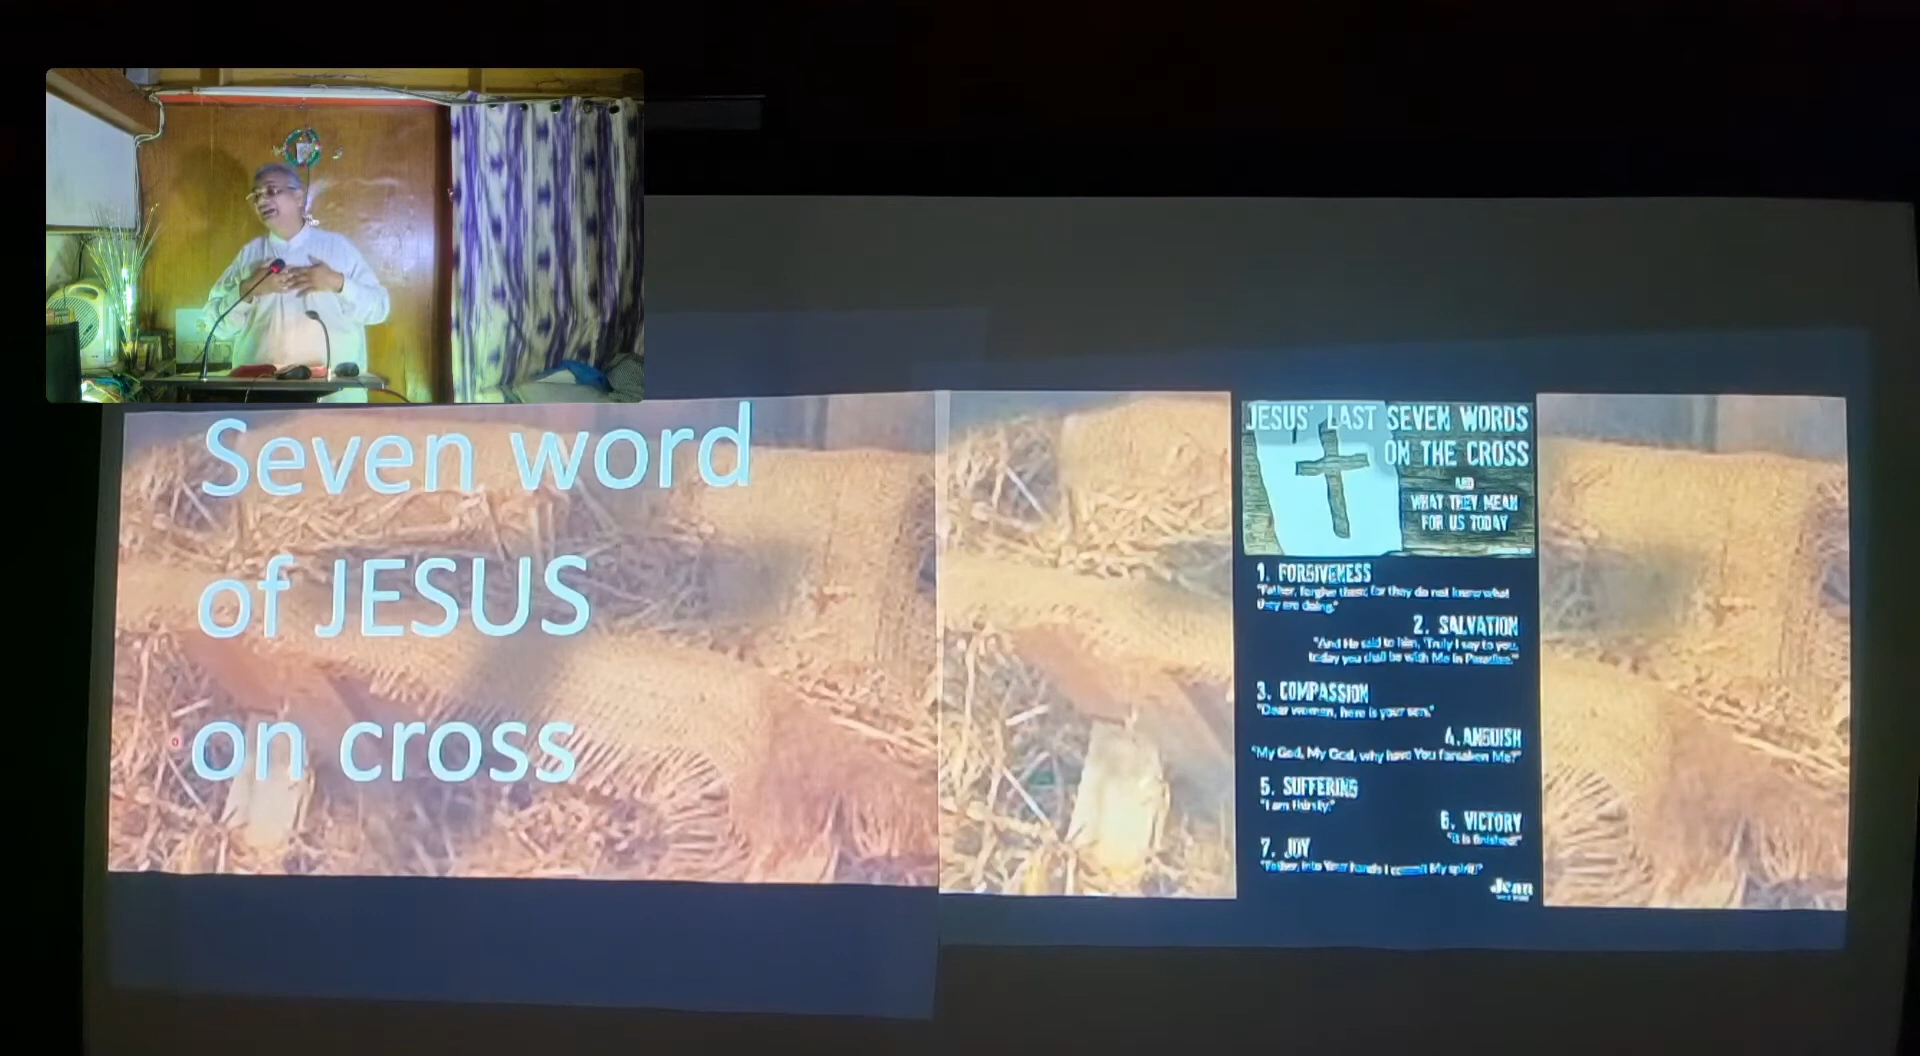 Seven word
of JESUS
on cross
JESUS' LAST SEVEN WORDS
ON THE CROSS
AND
WHAT THEY MEAN
FOR US TODAY
1. FORGIVENESS
"Father, forgive them; for they do not know what
they are doing."
2. SALVATION
"And He said to him, 'Truly I say to you,
today you shall be with Me in Paradise.'"
3. COMPASSION
"Dear woman, here is your son."
4. ANGUISH
"My God, My God, why have You forsaken Me?"
5. SUFFERING
"I am thirsty."
6. VICTORY
"It is finished."
7. JOY
"Father, into Your hands I commit My spirit!"
Jean